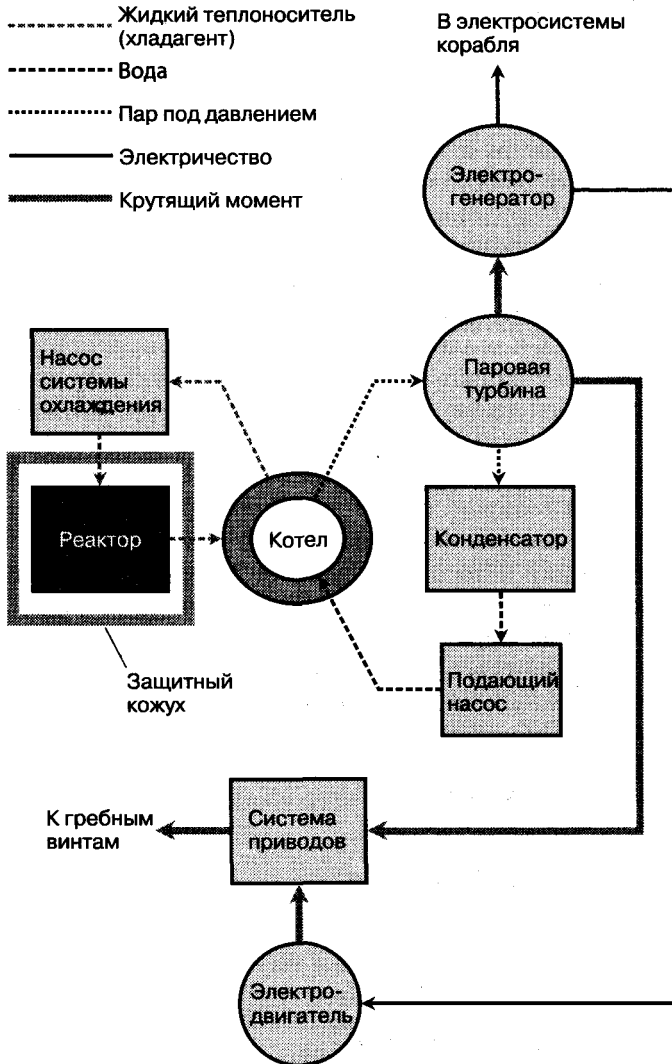 Жидкий теплоноситель
(хладагент)
Вода
Пар под давлением
Электричество
Крутящий момент
В электросистемы
корабля
Электро-
генератор
Насос
системы
охлаждения
Паровая
турбина
Реактор
Котел
Конденсатор
Защитный
кожух
Подающий
насос
К гребным
винтам
Система
приводов
Электро-
двигатель